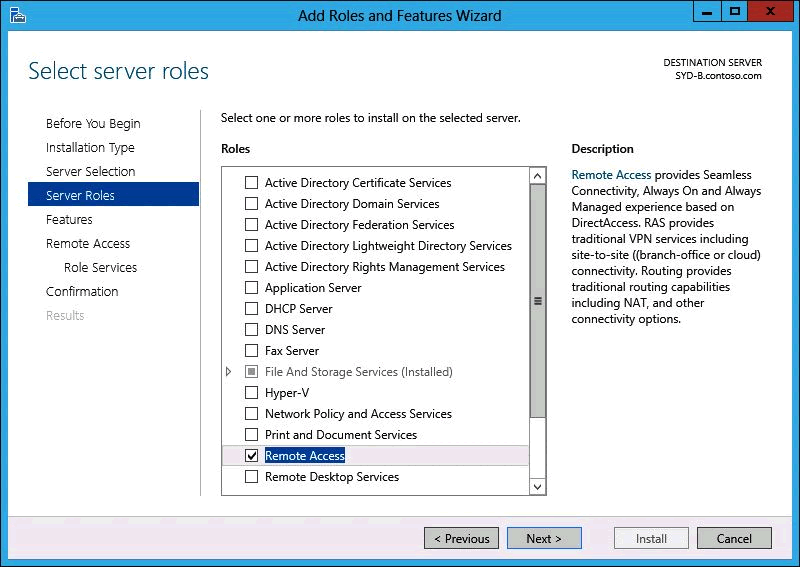 Add Roles and Features Wizard
Select server roles
DESTINATION SERVER
SYD-B.contoso.com
Before You Begin
Installation Type
Server Selection
Server Roles
Features
Remote Access
Role Services
Confirmation
Results
Select one or more roles to install on the selected server.
Roles
Active Directory Certificate Services
Active Directory Domain Services
Active Directory Federation Services
Active Directory Lightweight Directory Services
Active Directory Rights Management Services
Application Server
DHCP Server
DNS Server
Fax Server
File And Storage Services (Installed)
Hyper-V
Network Policy and Access Services
Print and Document Services
Remote Access
Remote Desktop Services
Description
Remote Access provides Seamless
Connectivity, Always On and Always
Managed experience based on
DirectAccess. RAS provides
traditional VPN services including
site-to-site ((branch-office or cloud)
connectivity. Routing provides
traditional routing capabilities
including NAT, and other
connectivity options.
< Previous
Next >
Install
Cancel